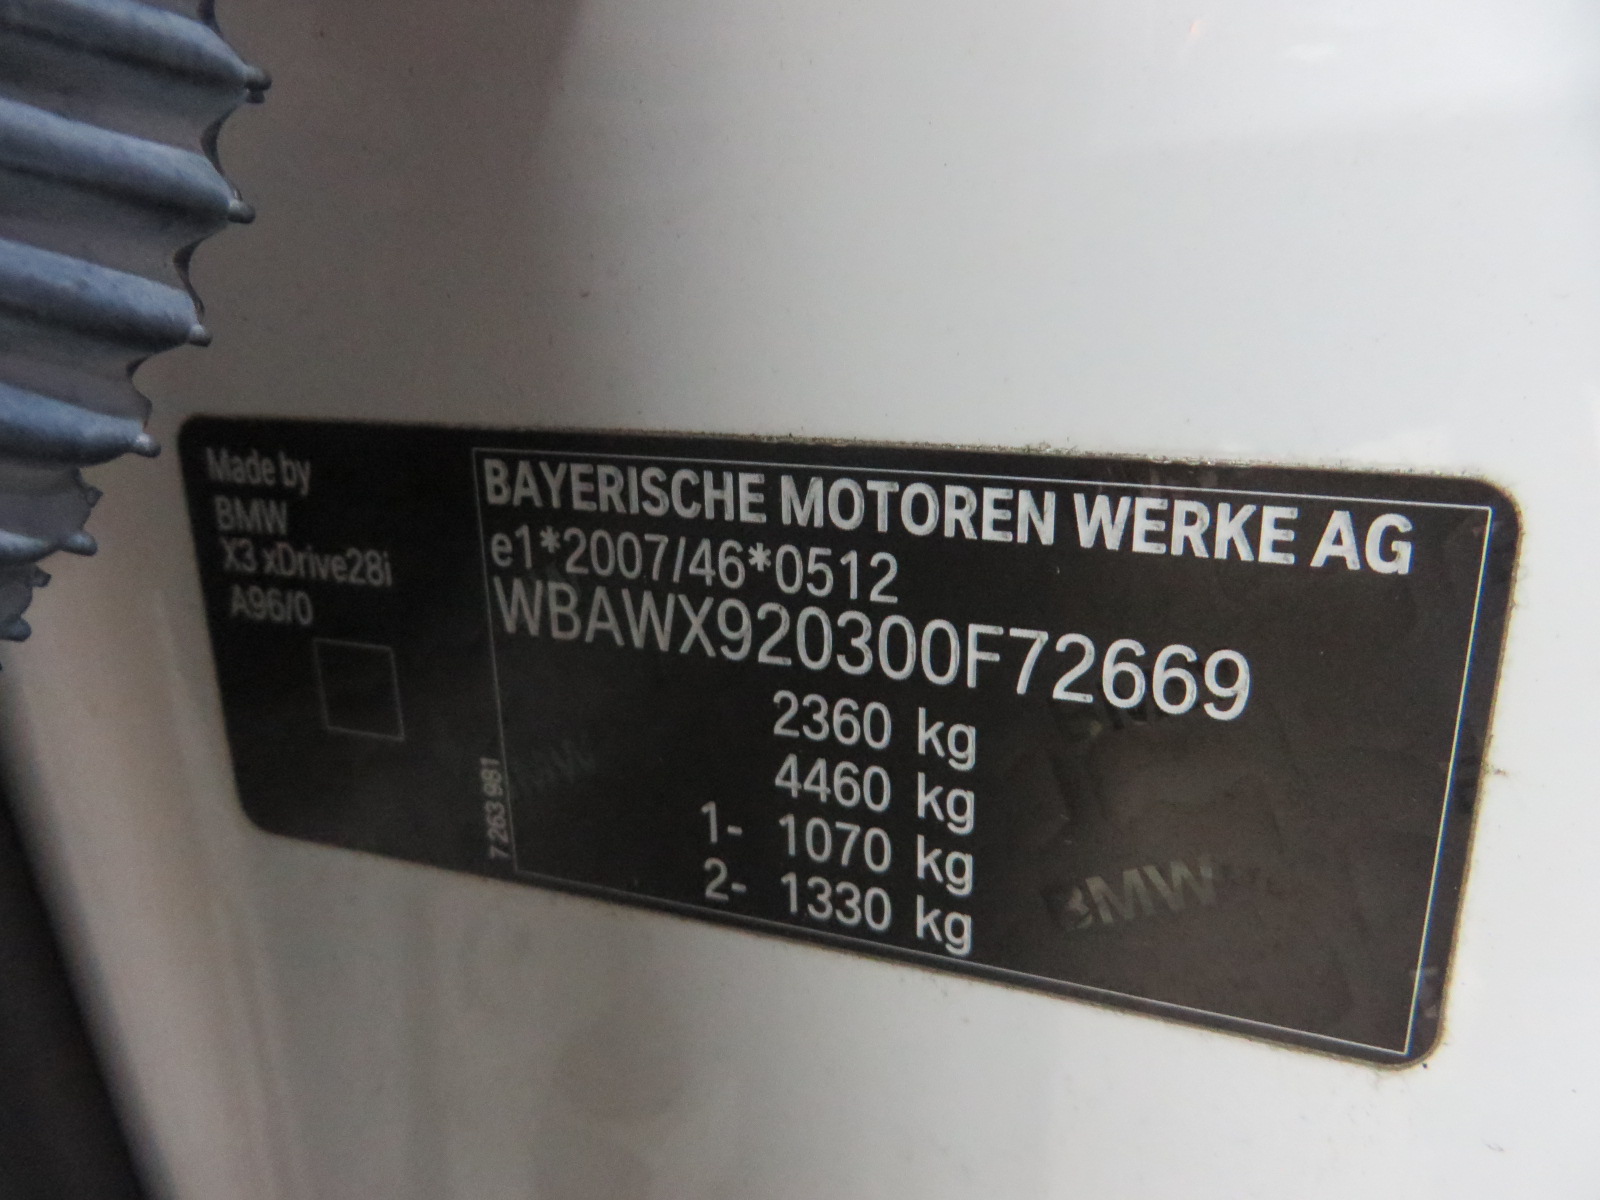 Made by
BMW
X3 xDrive28i
A96/0
7 263 981
BAYERISCHE MOTOREN WERKE AG
e1*2007/46*0512
WBAWX920300F72669
2360 kg
4460 kg
1- 1070 kg
2- 1330 kg
BMW
BMW